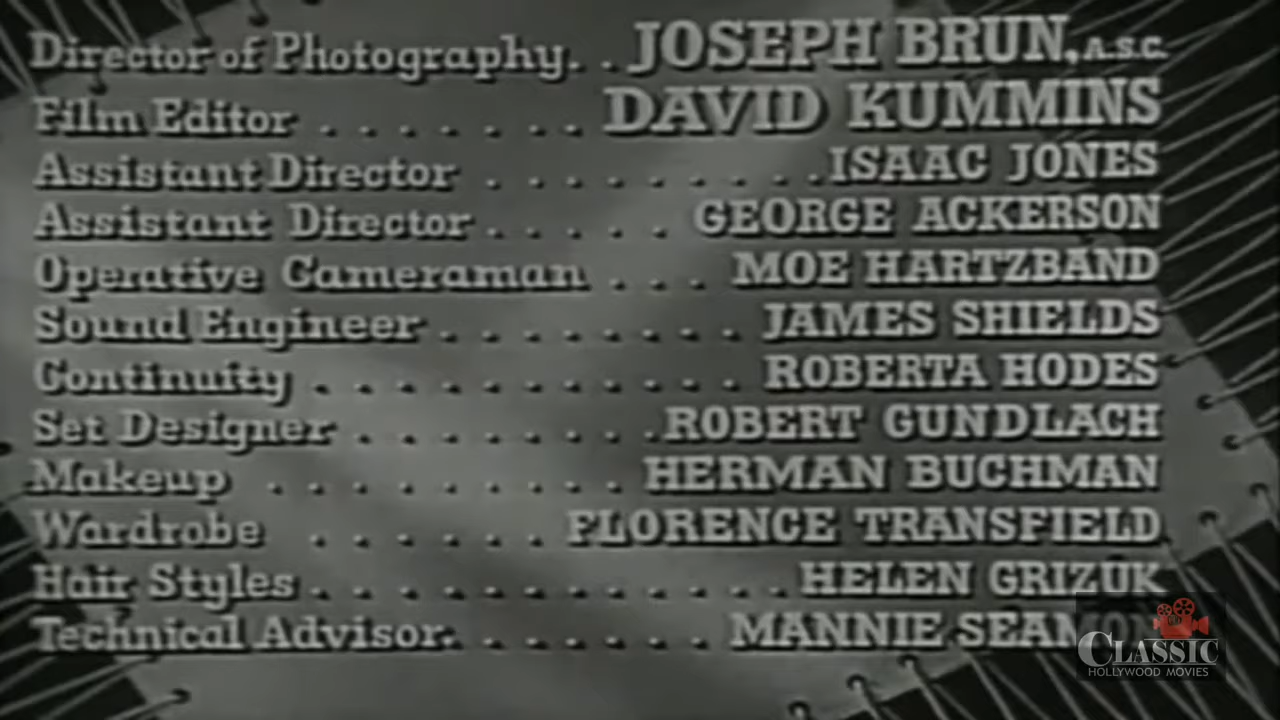 Director of Photography. . JOSEPH BRUN, A.S.C.
Film Editor . . . . . . . DAVID KUMMINS
Assistant Director . . . . . . . . . ISAAC JONES
Assistant Director . . . . . GEORGE ACKERSON
Operative Cameraman . . . MOE HARTZBAND
Sound Engineer . . . . . . . . JAMES SHIELDS
Continuity . . . . . . . . . . . ROBERTA HODES
Set Designer . . . . . . . . ROBERT GUNDLACH
Makeup . . . . . . . . . HERMAN BUCHMAN
Wardrobe . . . . . . FLORENCE TRANSFIELD
Hair Styles . . . . . . . . . . . . HELEN GRIZUK
Technical Advisor. . . . . . . MANNIE
CLASSIC
HOLLYWOOD MOVIES